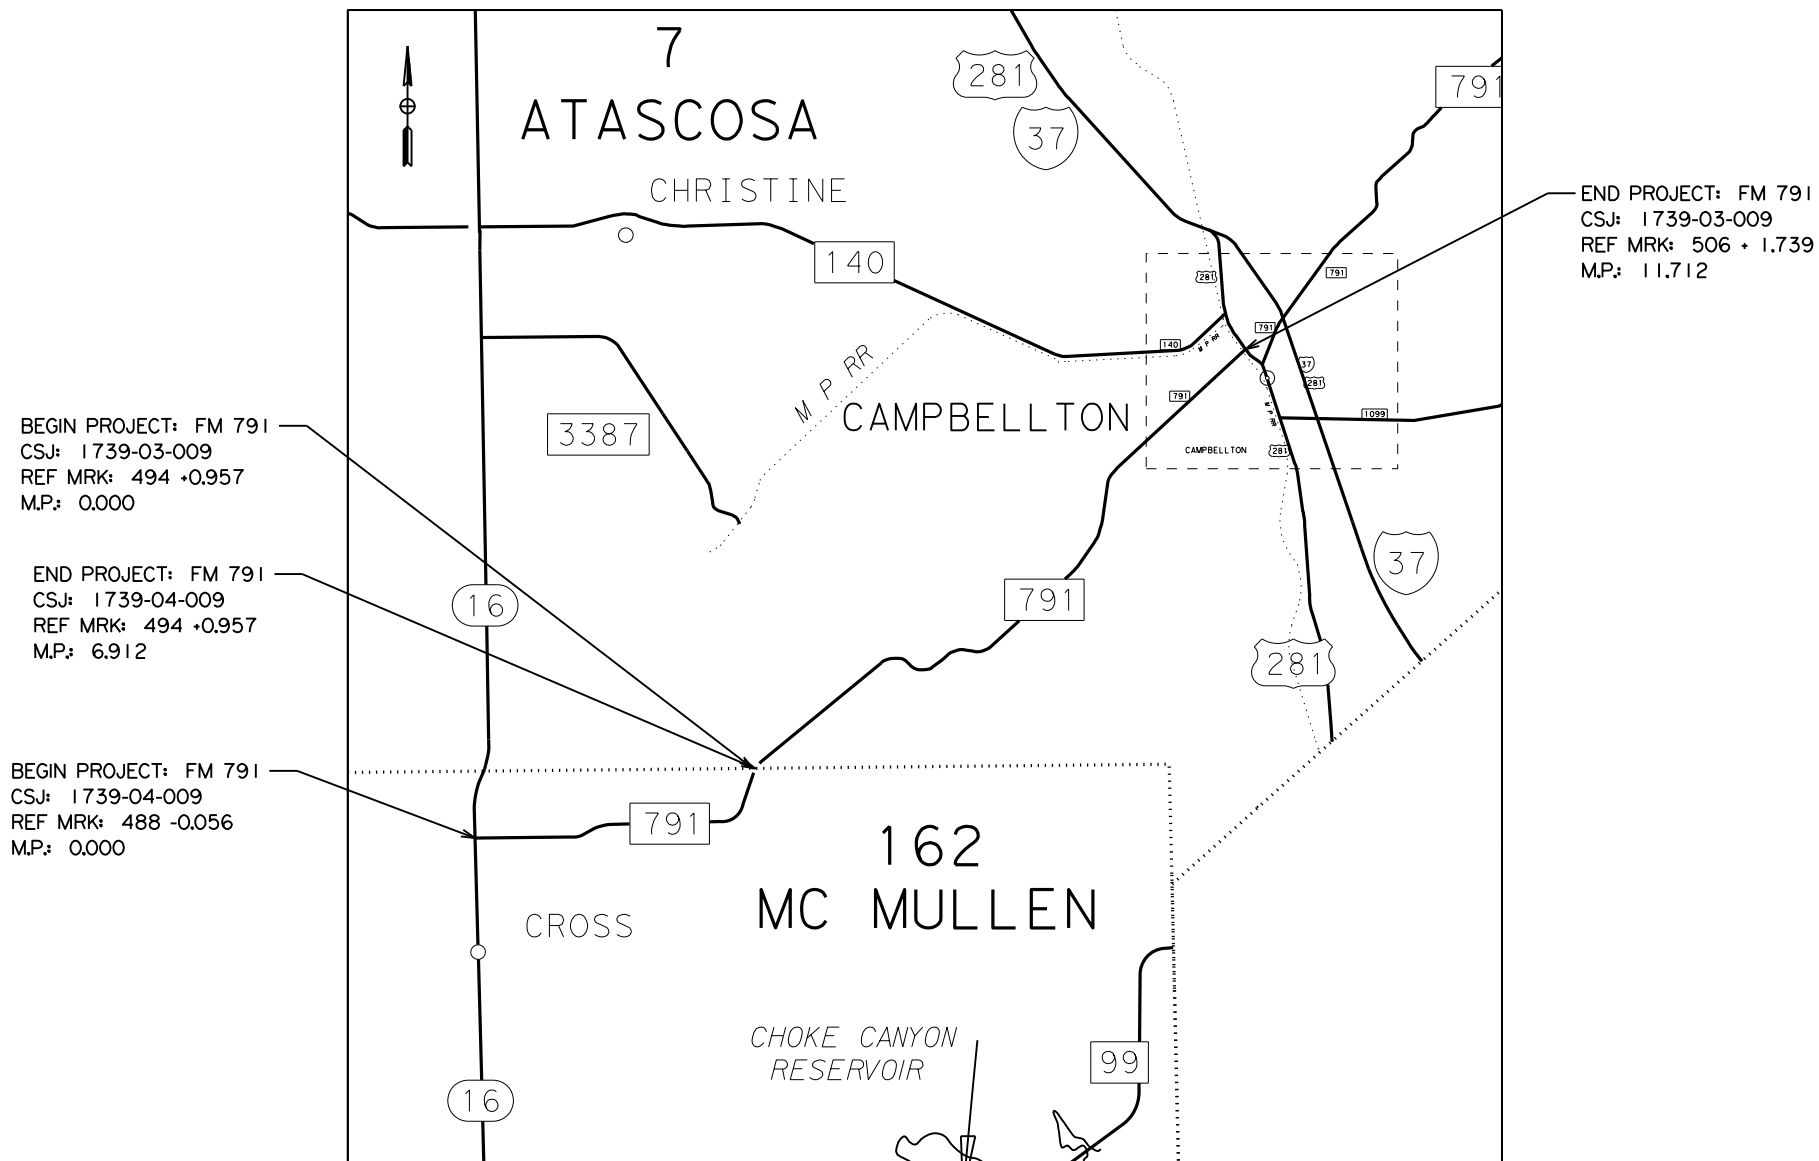 7
ATASCOSA
CHRISTINE
281
37
791
END PROJECT: FM 791
CSJ: 1739-03-009
REF MRK: 506 + 1.739
M.P.: 11.712
140
281
791
791
140
M P RR
37
281
791
1099
M P RR
CAMPBELLTON
281
M P RR
CAMPBELLTON
3387
BEGIN PROJECT: FM 791
CSJ: 1739-03-009
REF MRK: 494 +0.957
M.P.: 0.000
END PROJECT: FM 791
CSJ: 1739-04-009
REF MRK: 494 +0.957
M.P.: 6.912
16
791
37
281
BEGIN PROJECT: FM 791
CSJ: 1739-04-009
REF MRK: 488 -0.056
M.P.: 0.000
791
162
MC MULLEN
CROSS
CHOKE CANYON
RESERVOIR
99
16